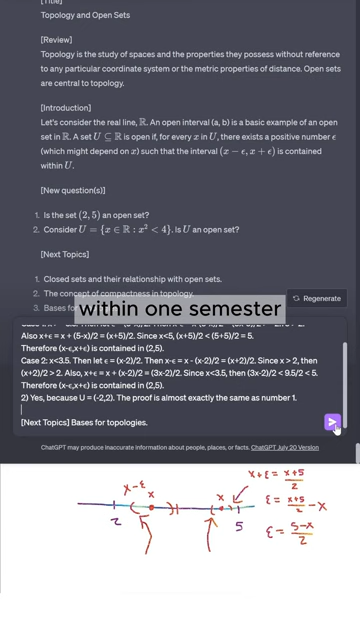 [Title]
Topology and Open Sets
[Review]
Topology is the study of spaces and the properties they possess without reference
to any particular coordinate system or the metric properties of distance. Open sets
are central to topology.
[Introduction]
Let's consider the real line, ℝ. An open interval (a, b) is a basic example of an open
set in ℝ. A set U ⊆ ℝ is open if, for every x in U, there exists a positive number ϵ
(which might depend on x) such that the interval (x − ϵ, x + ϵ) is contained
within U.
[New question(s)]
1. Is the set (2, 5) an open set?
2. Consider U = {x ∈ ℝ : x² < 4}. Is U an open set?
[Next Topics]
1. Closed sets and their relationship with open sets.
2. The concept of compactness in topology.
3. Bases for
Regenerate
within one semester
Also x+ϵ = x + (5-x)/2 = (x+5)/2. Since x<5, (x+5)/2 < (5+5)/2 = 5.
Therefore (x-ϵ,x+ϵ) is contained in (2,5).
Case 2: x<3.5. Then let ϵ = (x-2)/2. Then x-ϵ = x - (x-2)/2 = (x+2)/2. Since x > 2, then
(x+2)/2 > 2. Also, x+ϵ = x + (x-2)/2 = (3x-2)/2. Since x<3.5, then (3x-2)/2 < 9.5/2 < 5.
Therefore (x-ϵ,x+ϵ) is contained in (2,5).
2) Yes, because U = (-2,2). The proof is almost exactly the same as number 1.
[Next Topics] Bases for topologies.
ChatGPT may produce inaccurate information about people, places, or facts. ChatGPT July 20 Version
x+ε = x+5/2
x-ε
x
x
ε = x+5/2 - x
2
5
ε = 5-x/2